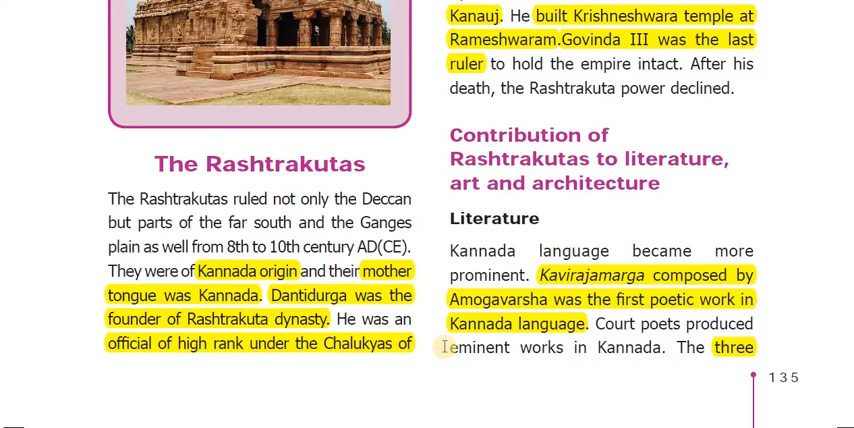 The Rashtrakutas
The Rashtrakutas ruled not only the Deccan
but parts of the far south and the Ganges
plain as well from 8th to 10th century AD(CE).
They were of Kannada origin and their mother
tongue was Kannada. Dantidurga was the
founder of Rashtrakuta dynasty. He was an
official of high rank under the Chalukyas of
Kanauj. He built Krishneshwara temple at
Rameshwaram.Govinda III was the last
ruler to hold the empire intact. After his
death, the Rashtrakuta power declined.
Contribution of
Rashtrakutas to literature,
art and architecture
Literature
Kannada language became more
prominent. Kavirajamarga composed by
Amogavarsha was the first poetic work in
Kannada language. Court poets produced
eminent works in Kannada. The three
135